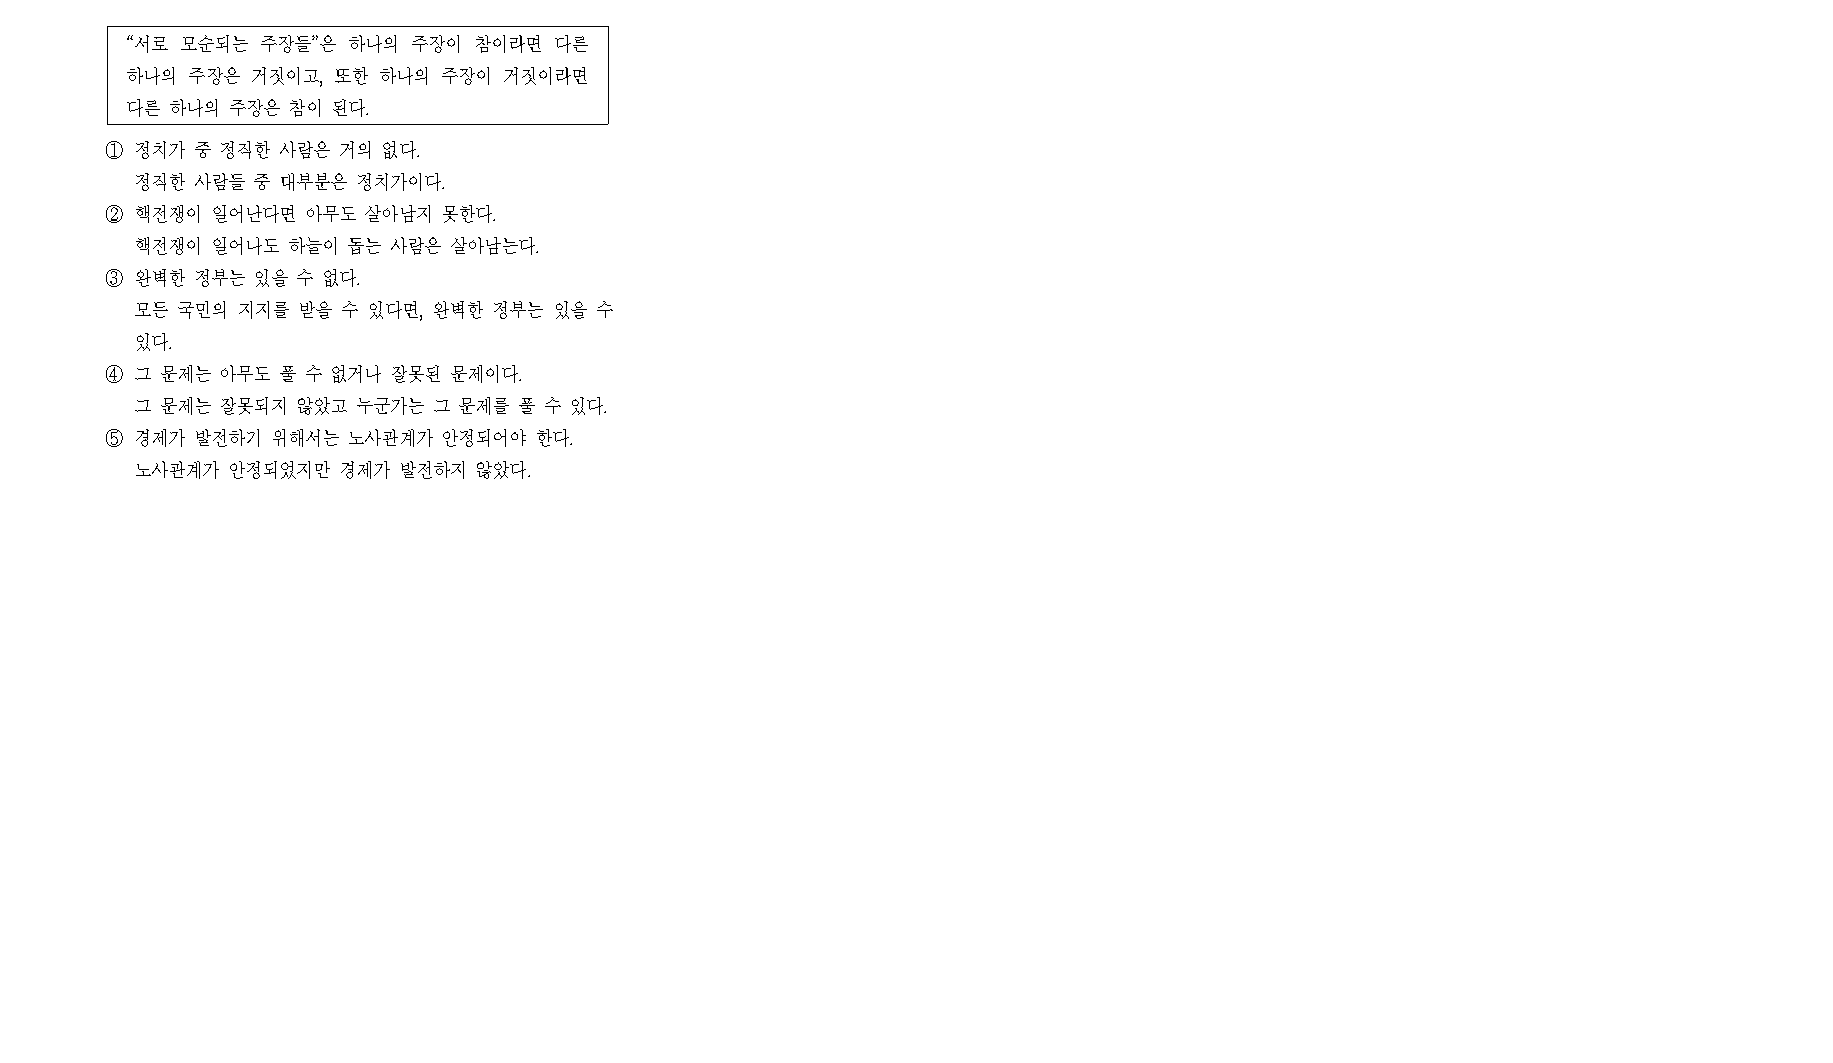 “서로 모순되는 주장들”은 하나의 주장이 참이라면 다른
하나의 주장은 거짓이고, 또한 하나의 주장이 거짓이라면
다른 하나의 주장은 참이 된다.
① 정치가 중 정직한 사람은 거의 없다.
정직한 사람들 중 대부분은 정치가이다.
② 핵전쟁이 일어난다면 아무도 살아남지 못한다.
핵전쟁이 일어나도 하늘이 돕는 사람은 살아남는다.
③ 완벽한 정부는 있을 수 없다.
모든 국민의 지지를 받을 수 있다면, 완벽한 정부는 있을 수
있다.
④ 그 문제는 아무도 풀 수 없거나 잘못된 문제이다.
그 문제는 잘못되지 않았고 누군가는 그 문제를 풀 수 있다.
⑤ 경제가 발전하기 위해서는 노사관계가 안정되어야 한다.
노사관계가 안정되었지만 경제가 발전하지 않았다.